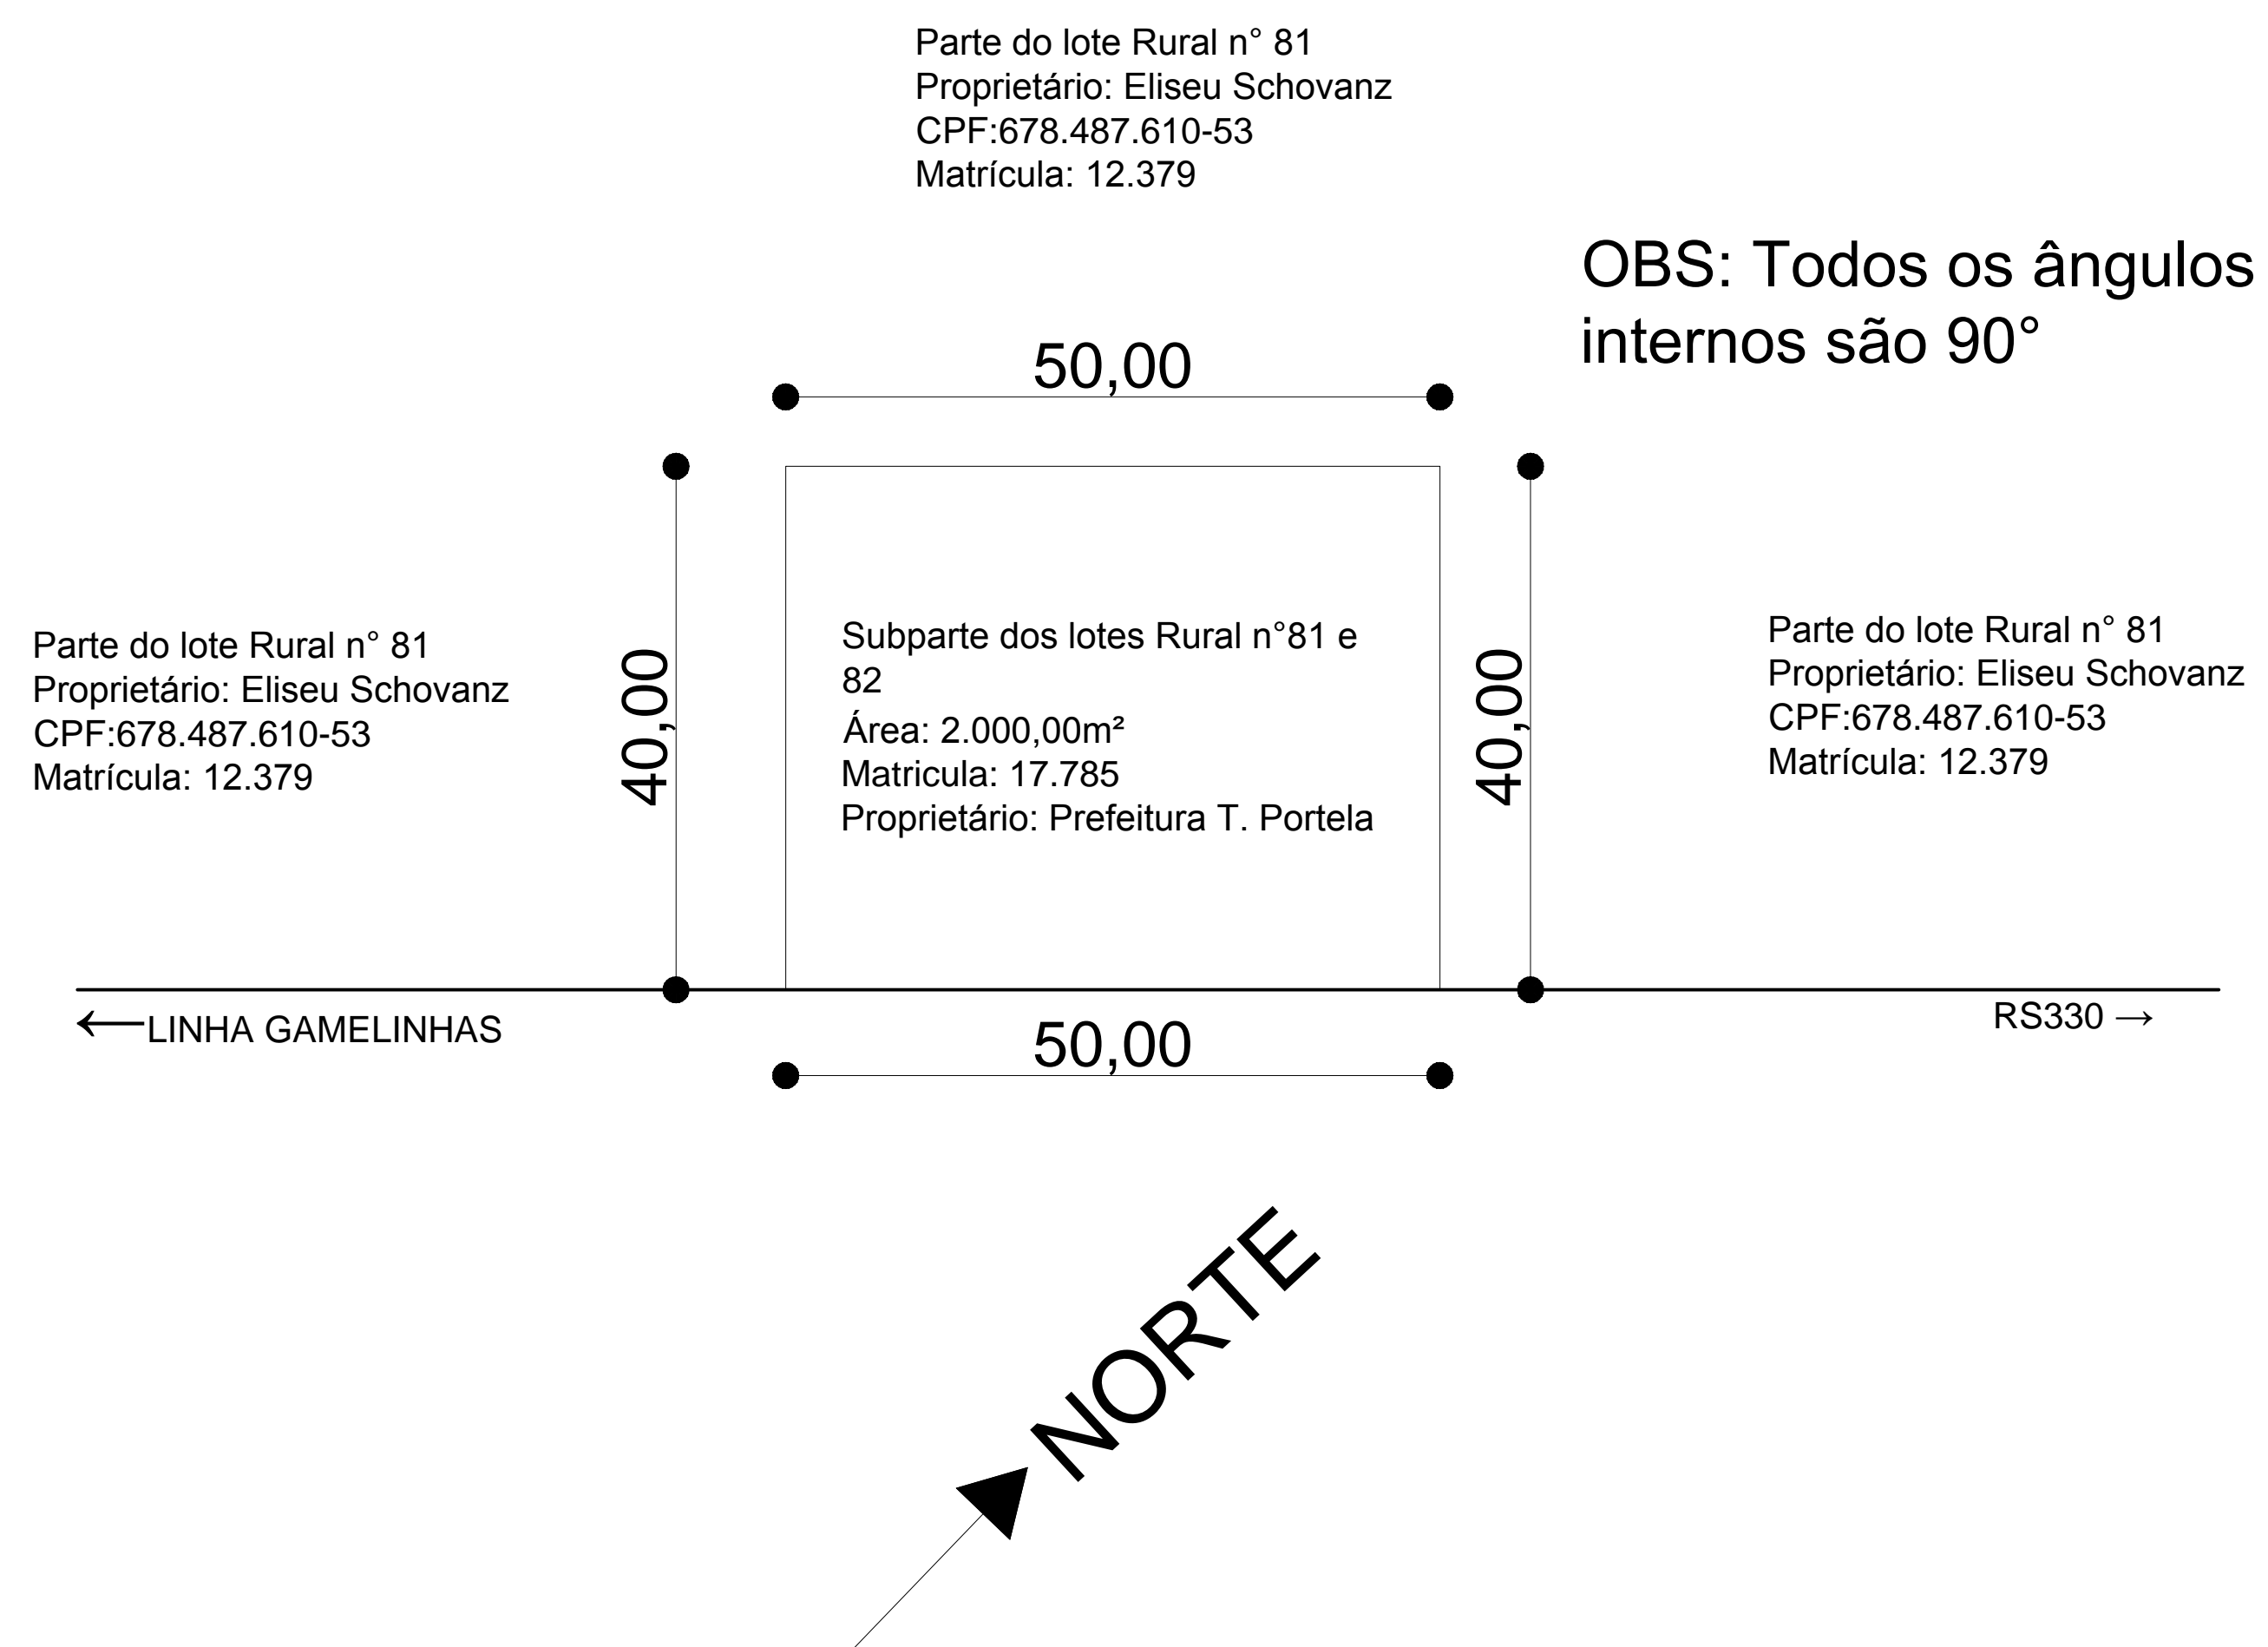 Parte do lote Rural n° 81
Proprietário: Eliseu Schovanz
CPF:678.487.610-53
Matrícula: 12.379
OBS: Todos os ângulos
internos são 90°
50,00
Parte do lote Rural n° 81
Proprietário: Eliseu Schovanz
CPF:678.487.610-53
Matrícula: 12.379
40,00
Subparte dos lotes Rural n°81 e
82
Área: 2.000,00m²
Matricula: 17.785
Proprietário: Prefeitura T. Portela
40,00
Parte do lote Rural n° 81
Proprietário: Eliseu Schovanz
CPF:678.487.610-53
Matrícula: 12.379
←LINHA GAMELINHAS
RS330 →
50,00
NORTE